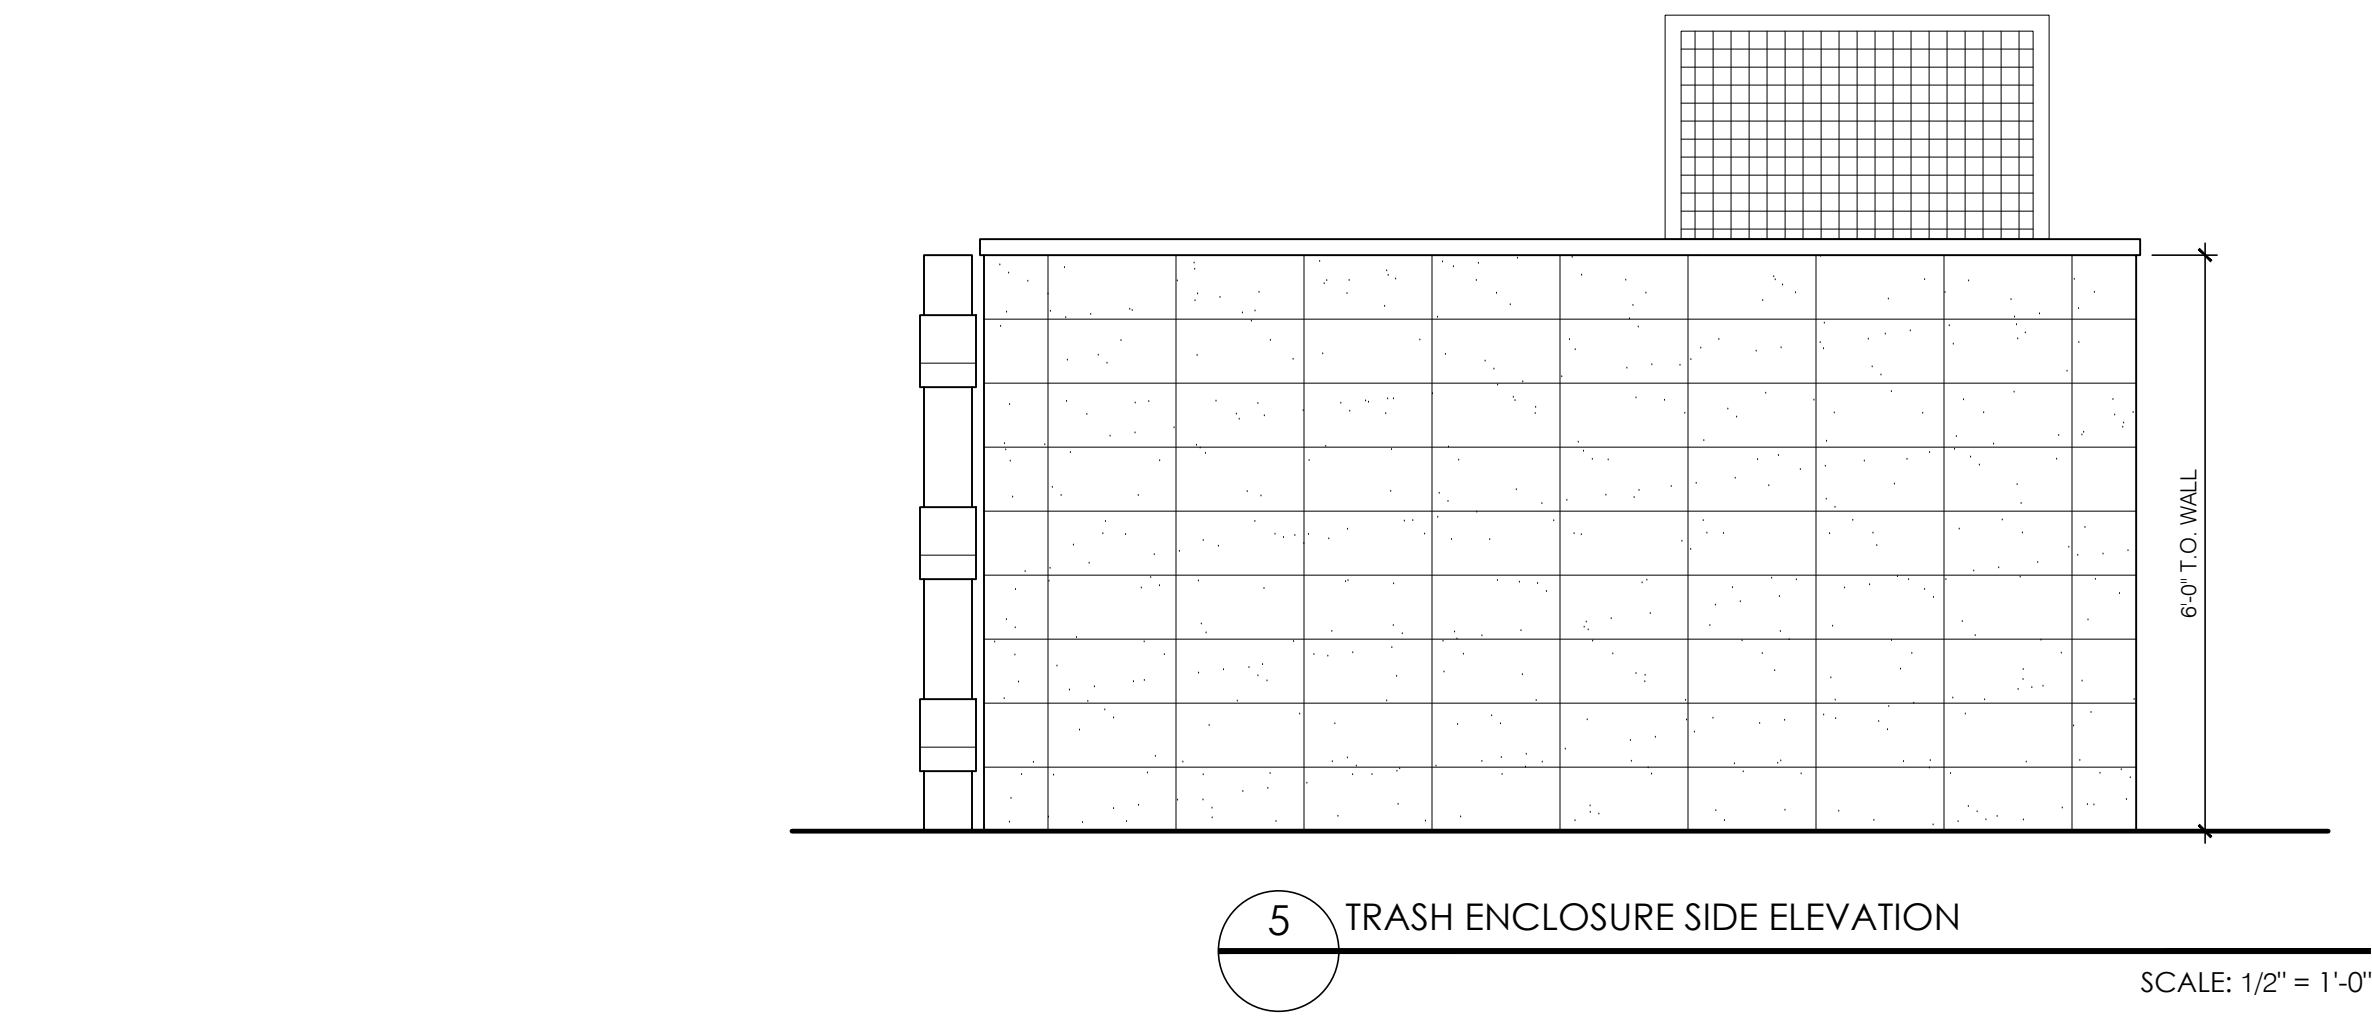 6'-0" T.O. WALL
5
TRASH ENCLOSURE SIDE ELEVATION
SCALE: 1/2" = 1'-0"